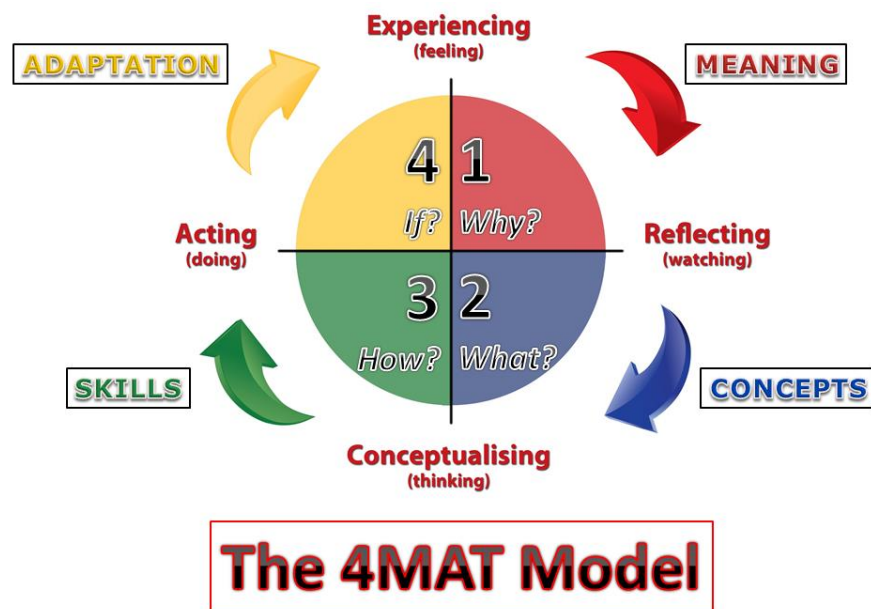 Experiencing
(feeling)
ADAPTATION
MEANING
4 1
If? Why?
Acting
(doing)
Reflecting
(watching)
3 2
How? What?
SKILLS
CONCEPTS
Conceptualising
(thinking)
The 4MAT Model